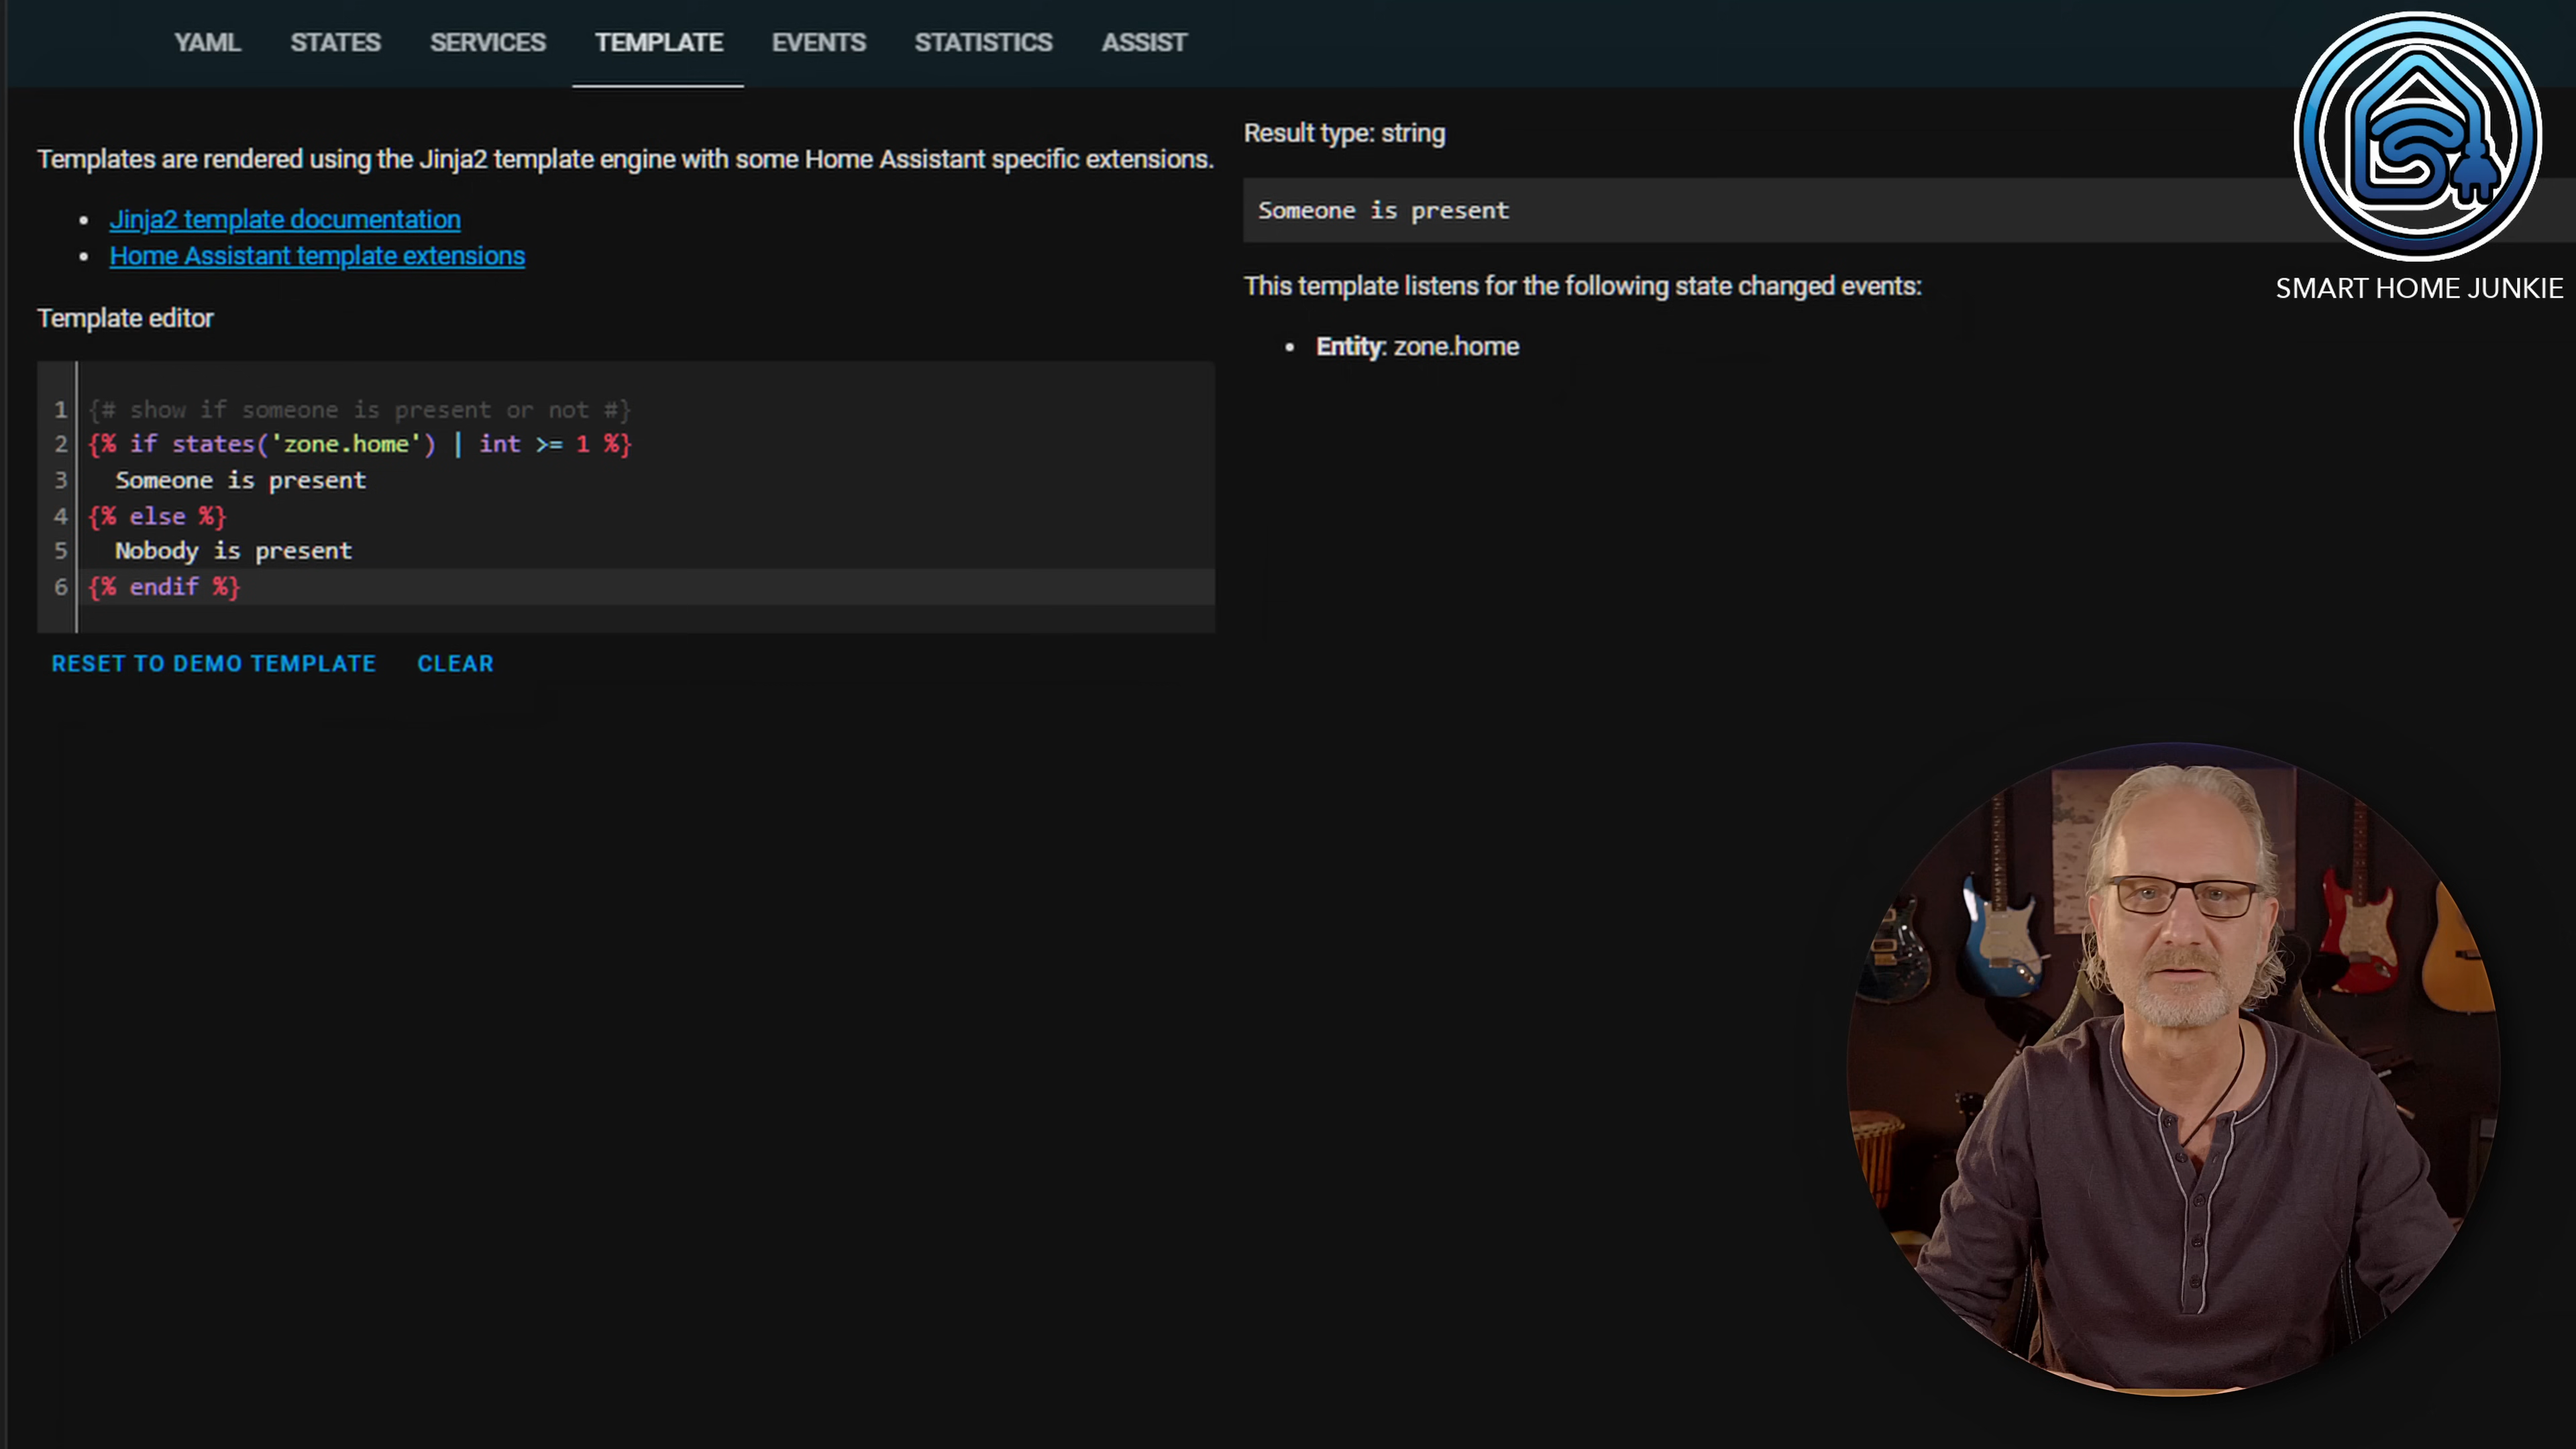 YAML STATES SERVICES TEMPLATE EVENTS STATISTICS ASSIST
SMART HOME JUNKIE
Templates are rendered using the Jinja2 template engine with some Home Assistant specific extensions.
Jinja2 template documentation
Home Assistant template extensions
Template editor
1 {# show if someone is present or not #}
2 {% if states('zone.home') | int >= 1 %}
3 Someone is present
4 {% else %}
5 Nobody is present
6 {% endif %}
RESET TO DEMO TEMPLATE CLEAR
Result type: string
Someone is present
This template listens for the following state changed events:
Entity: zone.home